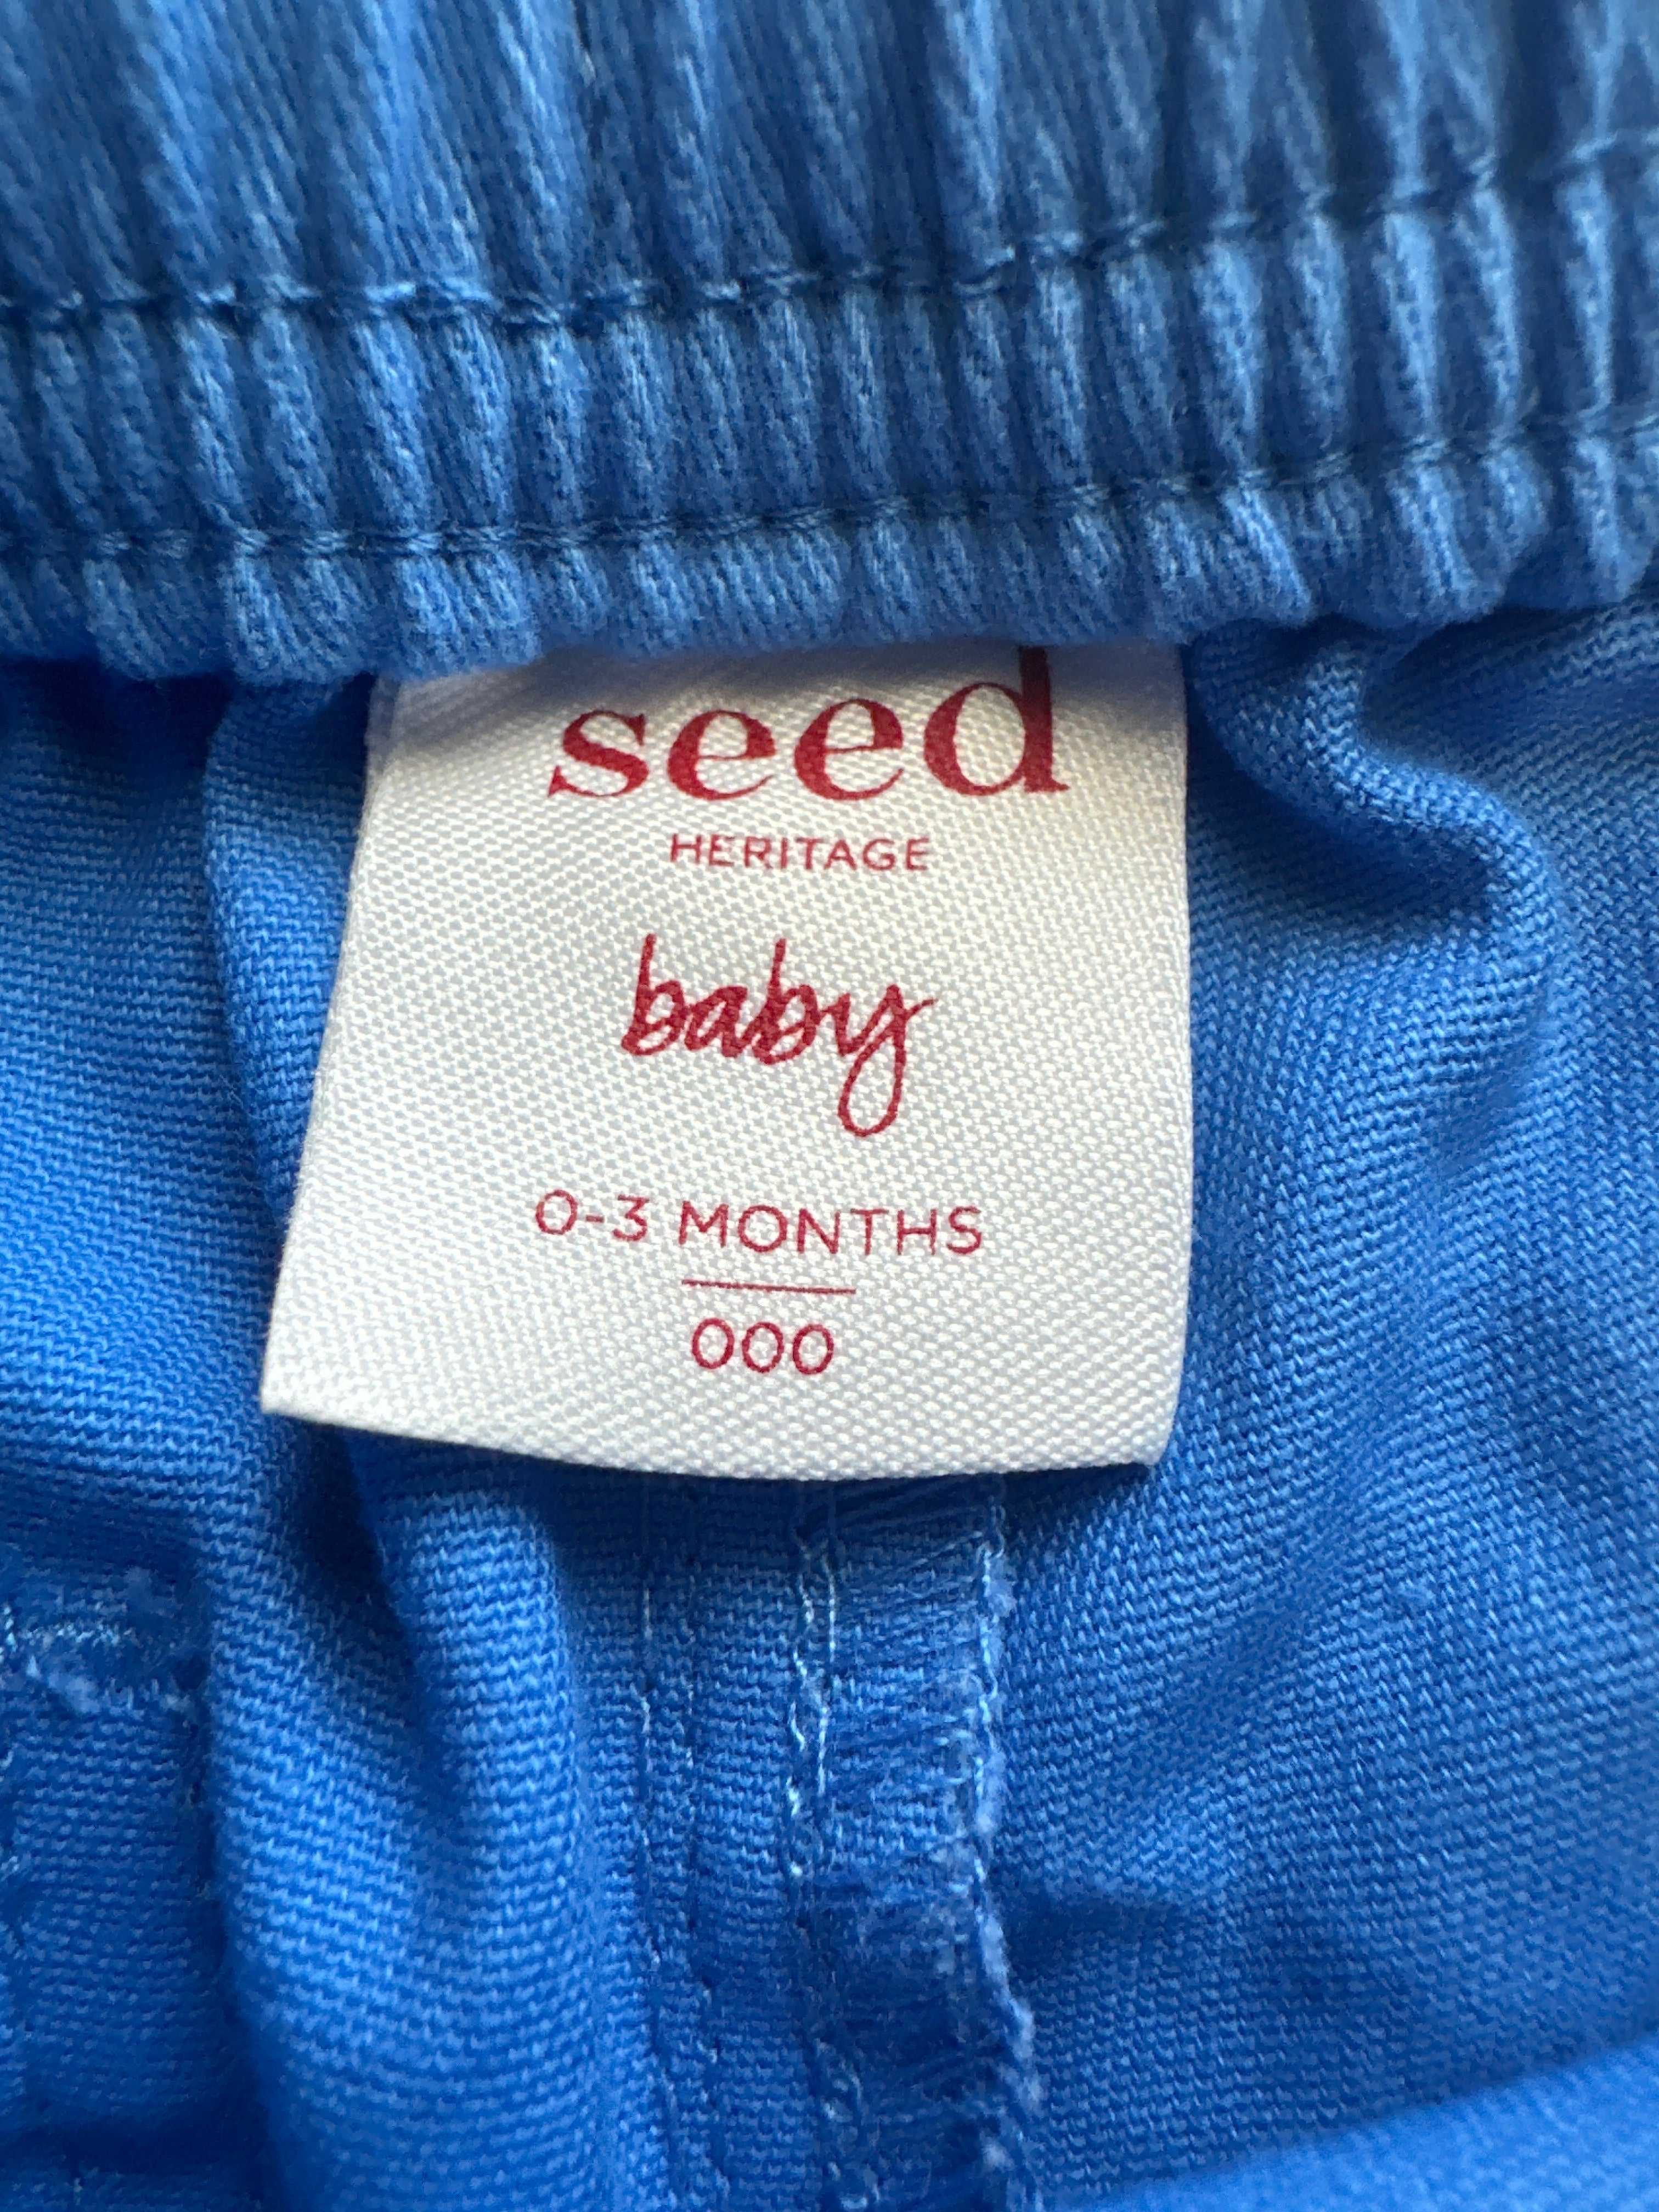 seed
HERITAGE
baby
0-3 MONTHS
000